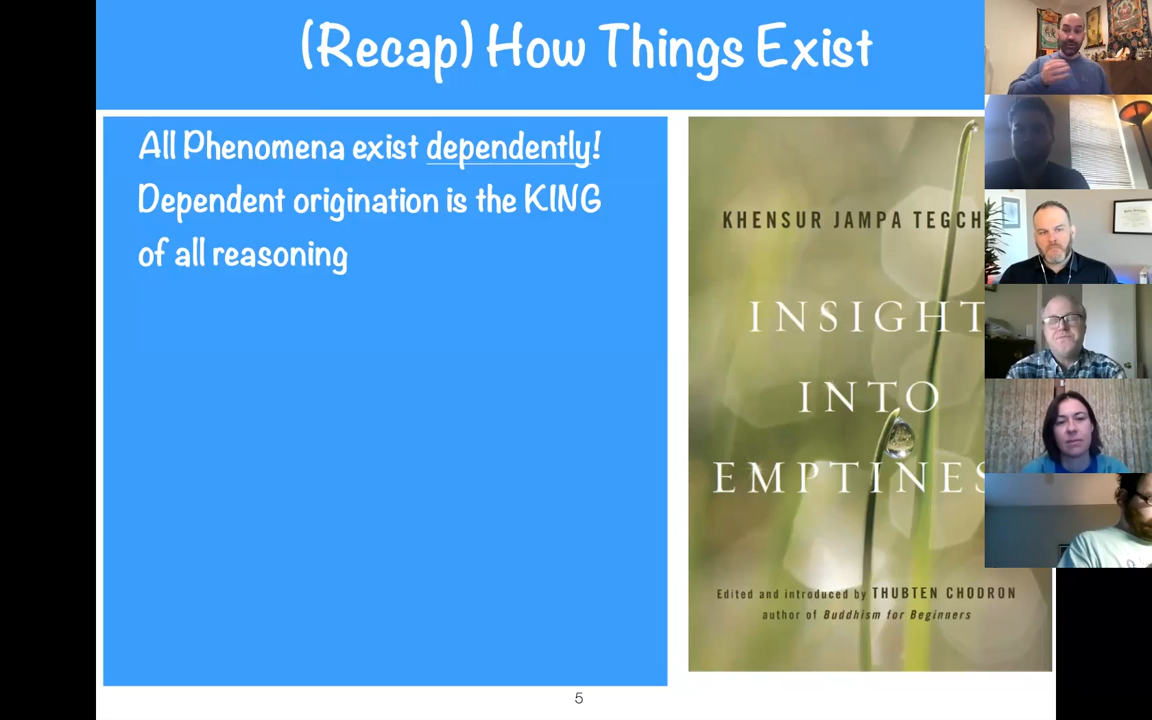 (Recap) How Things Exist
All Phenomena exist dependently!
Dependent origination is the KING
of all reasoning
KHENSUR JAMPA TEGCH
INSIGHT
INTO
EMPTINES
Edited and introduced by THUBTEN CHODRON
author of Buddhism for Beginners
5